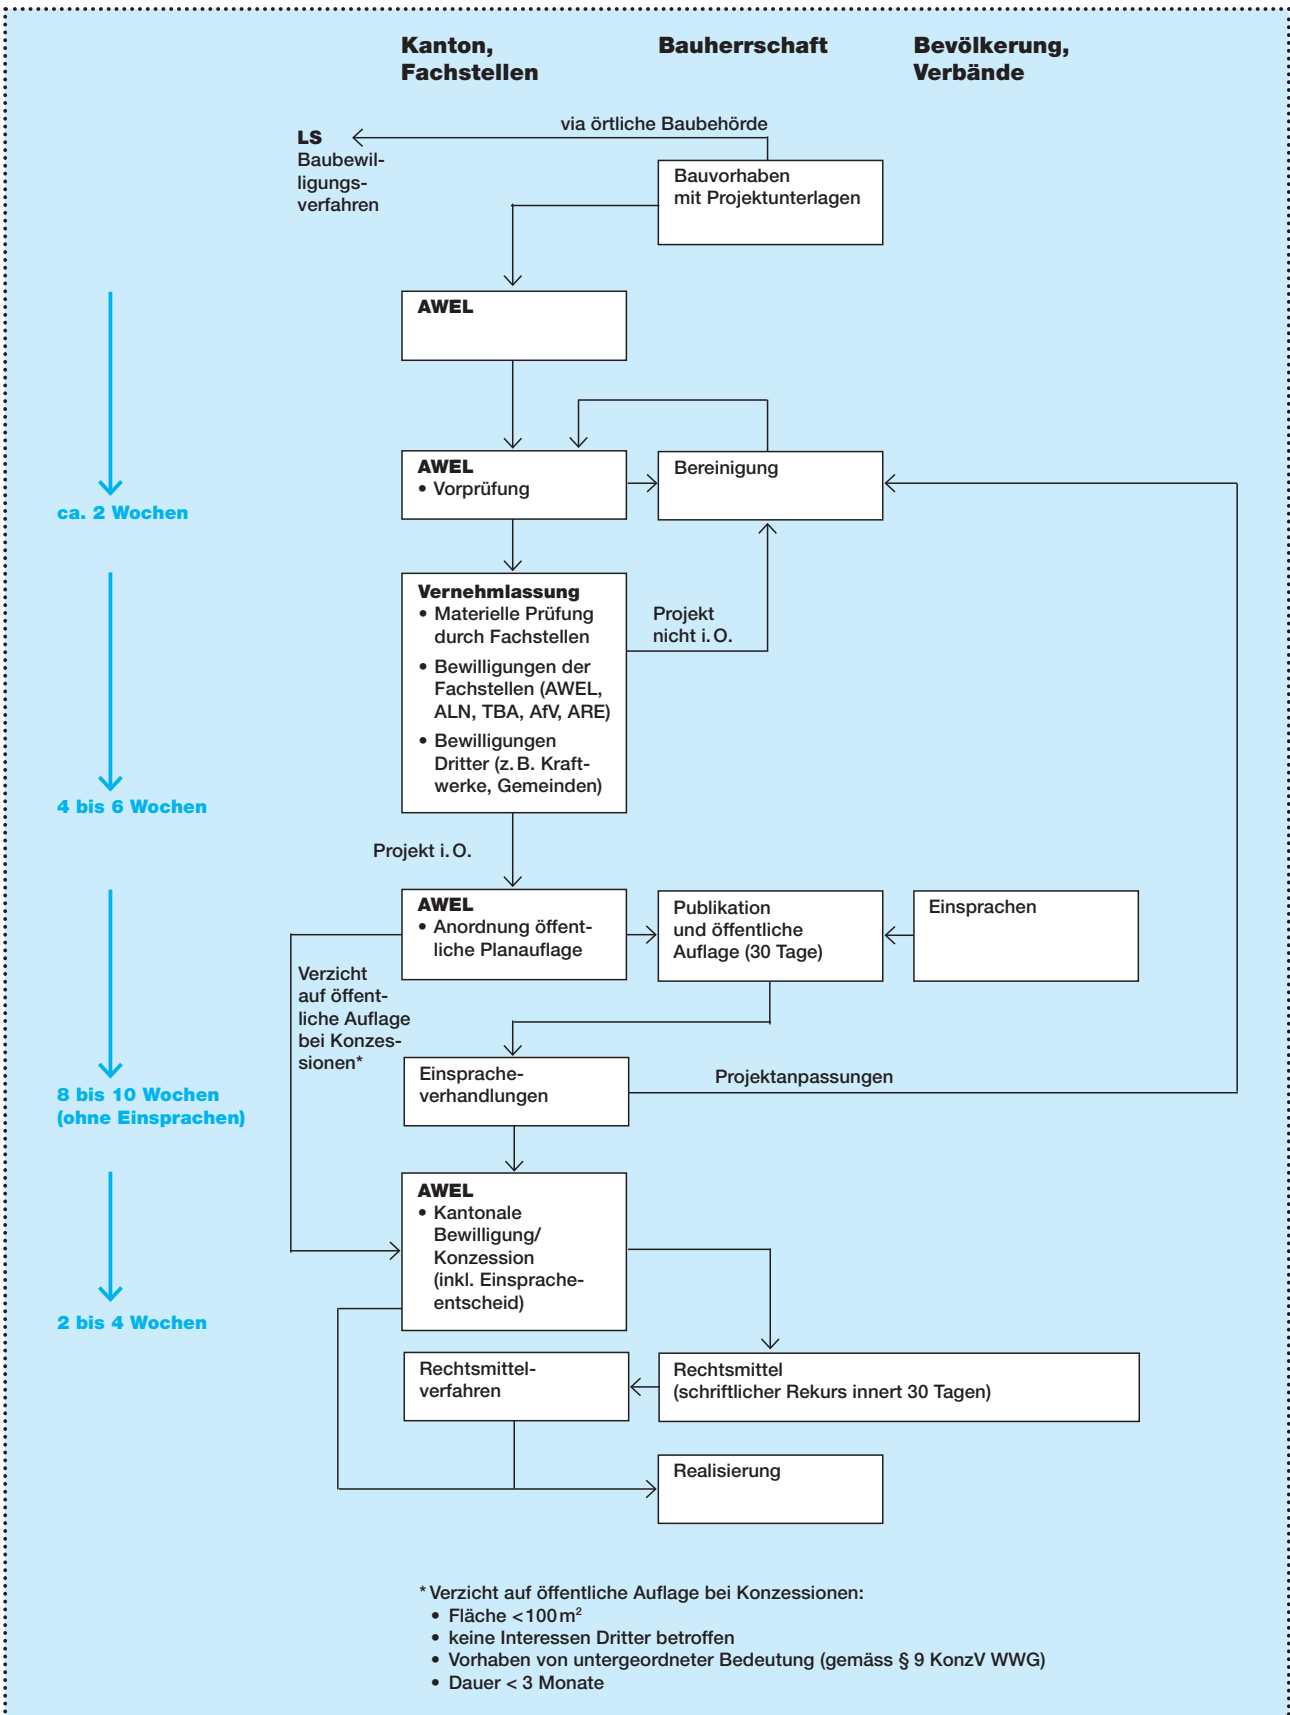 Kanton,
Fachstellen
Bauherrschaft
Bevölkerung,
Verbände
via örtliche Baubehörde
LS
Baubewil-
ligungs-
verfahren
Bauvorhaben
mit Projektunterlagen
AWEL
AWEL
• Vorprüfung
Bereinigung
ca. 2 Wochen
Vernehmlassung
• Materielle Prüfung
durch Fachstellen
• Bewilligungen der
Fachstellen (AWEL,
ALN, TBA, AfV, ARE)
• Bewilligungen
Dritter (z. B. Kraft-
werke, Gemeinden)
Projekt
nicht i. O.
4 bis 6 Wochen
Projekt i. O.
AWEL
• Anordnung öffent-
liche Planauflage
Publikation
und öffentliche
Auflage (30 Tage)
Einsprachen
Verzicht
auf öffent-
liche Auflage
bei Konzes-
sionen*
Einsprache-
verhandlungen
Projektanpassungen
8 bis 10 Wochen
(ohne Einsprachen)
AWEL
• Kantonale
Bewilligung/
Konzession
(inkl. Einsprache-
entscheid)
2 bis 4 Wochen
Rechtsmittel-
verfahren
Rechtsmittel
(schriftlicher Rekurs innert 30 Tagen)
Realisierung
* Verzicht auf öffentliche Auflage bei Konzessionen:
• Fläche < 100 m²
• keine Interessen Dritter betroffen
• Vorhaben von untergeordneter Bedeutung (gemäss § 9 KonzV WWG)
• Dauer < 3 Monate